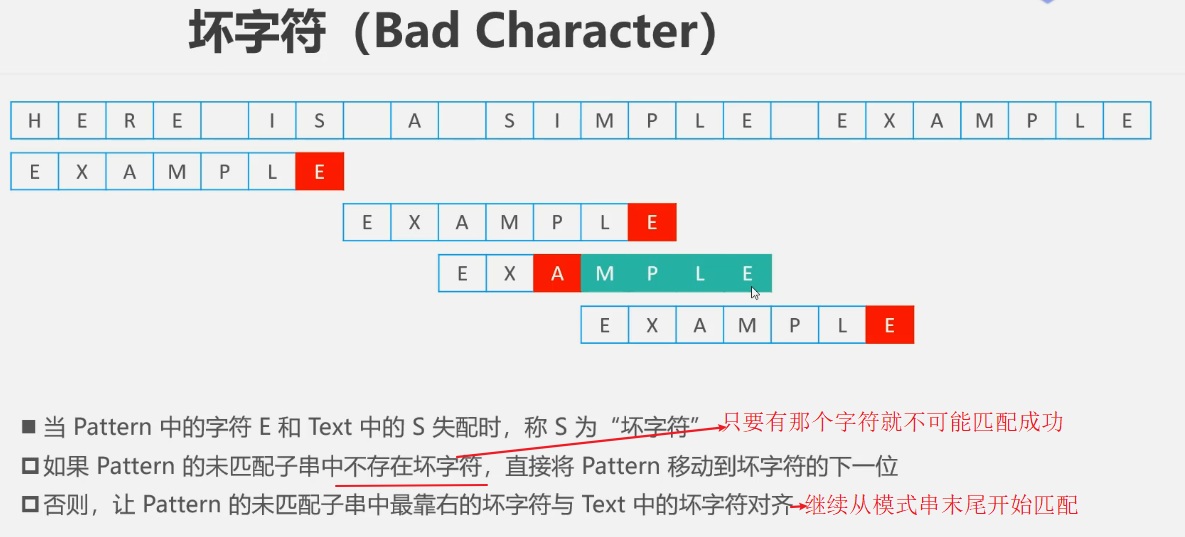 坏字符（Bad Character）
H E R E I S A S I M P L E E X A M P L E
E X A M P L E
E X A M P L E
E X A M P L E
E X A M P L E
当 Pattern 中的字符 E 和 Text 中的 S 失配时，称 S 为“坏字符” 只要有那个字符就不可能匹配成功
如果 Pattern 的未匹配子串中不存在坏字符，直接将 Pattern 移动到坏字符的下一位
否则，让 Pattern 的未匹配子串中最靠右的坏字符与 Text 中的坏字符对齐 继续从模式串末尾开始匹配